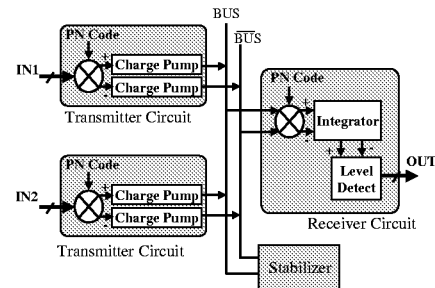 BUS
BUS
PN Code
IN1
+
Charge Pump
-
Charge Pump
Transmitter Circuit
PN Code
+
Integrator
-
+ -
Level
Detect
OUT
Receiver Circuit
PN Code
IN2
+
Charge Pump
-
Charge Pump
Transmitter Circuit
Stabilizer